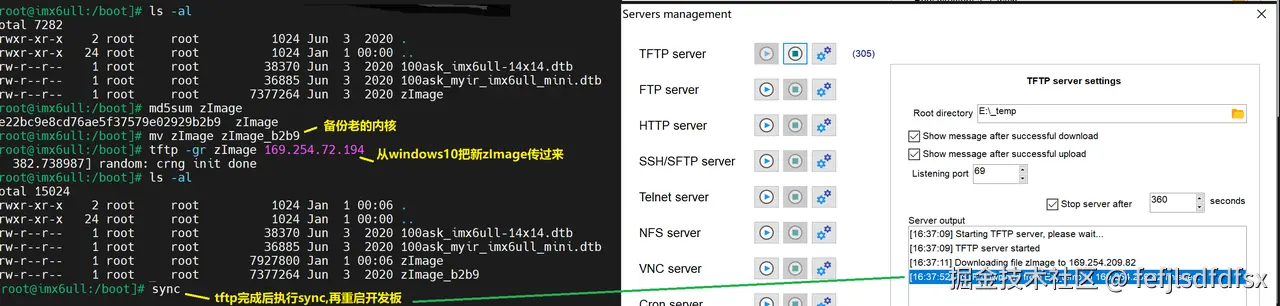 [root@imx6ull:/boot]# ls -al
total 7282
rwxr-xr-x 2 root root 1024 Jun 3 2020 .
rwxr-xr-x 24 root root 1024 Jan 1 00:00 ..
rw-r--r-- 1 root root 38370 Jun 3 2020 100ask_imx6ull-14x14.dtb
rw-r--r-- 1 root root 36885 Jun 3 2020 100ask_myir_imx6ull_mini.dtb
rw-r--r-- 1 root root 7377264 Jun 3 2020 zImage
[root@imx6ull:/boot]# md5sum zImage
e22bc9e8cd76ae5f37579e02929b2b9 zImage
[root@imx6ull:/boot]# mv zImage zImage_b2b9
备份老的内核
[root@imx6ull:/boot]# tftp -gr zImage 169.254.72.194
从windows10把新zImage传过来
382.738987] random: crng init done
[root@imx6ull:/boot]# ls -al
total 15024
rwxr-xr-x 2 root root 1024 Jan 1 00:06 .
rwxr-xr-x 24 root root 1024 Jan 1 00:00 ..
rw-r--r-- 1 root root 38370 Jun 3 2020 100ask_imx6ull-14x14.dtb
rw-r--r-- 1 root root 36885 Jun 3 2020 100ask_myir_imx6ull_mini.dtb
rw-r--r-- 1 root root 7927800 Jan 1 00:06 zImage
rw-r--r-- 1 root root 7377264 Jun 3 2020 zImage_b2b9
[root@imx6ull:/boot]# sync
tftp完成后执行sync,再重启开发板
Servers management
TFTP server
(305)
FTP server
HTTP server
SSH/SFTP server
Telnet server
NFS server
VNC server
Cron server
TFTP server settings
Root directory E:\_temp
Show message after successful download
Show message after successful upload
Listening port 69
Stop server after 360 seconds
Server output
[16:37:09] Starting TFTP server, please wait...
[16:37:09] TFTP server started
[16:37:11] Downloading file zImage to 169.254.209.82
[16:37:52]
掘金技术社区 @ fejlsdfdfsx